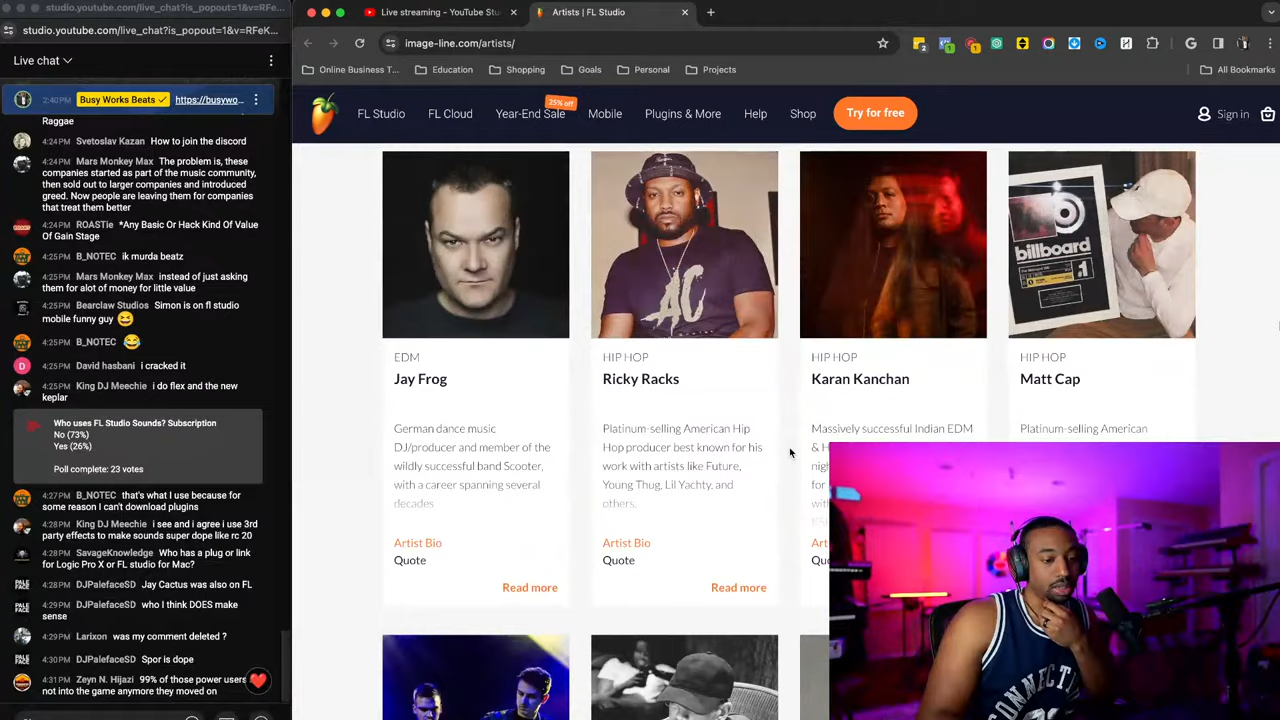 studio.youtube.com/live_chat?is_popout=1&v=RFeK...
studio.youtube.com/live_chat?is_popout=1&v=RFeK...
Live chat
2:40PM Busy Works Beats https://busywo...
Raggae
4:24PM Svetoslav Kazan How to join the discord
4:24PM Mars Monkey Max The problem is, these
companies started as part of the music community,
then sold out to larger companies and introduced
greed. Now people are leaving them for companies
that treat them better
4:24PM ROASTie *Any Basic Or Hack Kind Of Value
Of Gain Stage
4:25PM B_NOTEC ik murda beatz
4:25PM Mars Monkey Max instead of just asking
them for alot of money for little value
4:25PM Bearclaw Studios Simon is on fl studio
mobile funny guy 😆
4:25PM B_NOTEC 😂
4:25PM David hasbani i cracked it
4:25PM King DJ Meechie i do flex and the new
keplar
Who uses FL Studio Sounds? Subscription
No (73%)
Yes (26%)
Poll complete: 23 votes
4:27PM B_NOTEC that's what I use because for
some reason I can't download plugins
4:28PM King DJ Meechie i see and i agree i use 3rd
party effects to make sounds super dope like rc 20
4:28PM SavageKnowledge Who has a plug or link
for Logic Pro X or FL studio for Mac?
4:28PM DJPalefaceSD Jay Cactus was also on FL
4:29PM DJPalefaceSD who I think DOES make
sense
4:29PM Larixon was my comment deleted ?
4:30PM DJPalefaceSD Spor is dope
4:31PM Zeyn N. Hijazi 99% of those power users
not into the game anymore they moved on
Live streaming - YouTube Stu
Artists | FL Studio
image-line.com/artists/
Online Business T... Education Shopping Goals Personal Projects All Bookmarks
FL Studio FL Cloud Year-End Sale 25% off Mobile Plugins & More Help Shop Try for free Sign in
AC
billboard
EDM
Jay Frog
German dance music
DJ/producer and member of the
wildly successful band Scooter,
with a career spanning several
decades
Artist Bio
Quote
Read more
HIP HOP
Ricky Racks
Platinum-selling American Hip
Hop producer best known for his
work with artists like Future,
Young Thug, Lil Yachty, and
others.
Artist Bio
Quote
Read more
HIP HOP
Karan Kanchan
Massively successful Indian EDM
& H
Quo
HIP HOP
Matt Cap
Platinum-selling American
CONNECTICUT